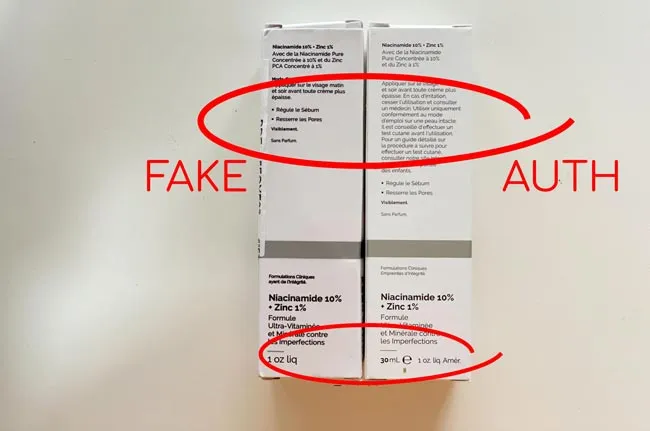 Niacinamide 10% + Zinc 1%
Avec de la Niacinamide Pure
Concentrée à 10% et du Zinc
PCA Concentré à 1%
Appliquer sur le visage matin
et soir avant toute crème plus
épaisse.
• Régule le Sébum
• Resserre les Pores
Visiblement.
Sans Parfum.
FAKE
Formulations Cliniques
ayant de l'Intégrité.
Niacinamide 10%
+ Zinc 1%
Formule
Ultra-Vitaminée
et Minérale contre
les Imperfections
1 oz liq
Niacinamide 10% + Zinc 1%
Avec de la Niacinamide
Pure Concentrée à 10%
et du Zinc à 1%
Appliquer sur le visage
et soir avant toute crème plus
épaisse. En cas d'irritation,
cesser l'utilisation et consulter
un médecin. Utiliser uniquement
conformément au mode
d'emploi sur une peau intacte.
Il est conseillé d'effectuer un
test cutané avant l'utilisation.
Pour un guide détaillé sur
la procédure à suivre pour
effectuer un test cutané,
consulter notre site
des enfants.
• Régule le Sébum
• Resserre les Pores
Visiblement.
Sans Parfum.
AUTH
Formulations Cliniques
Empreintes d'Intégrité.
Niacinamide 10%
+ Zinc 1%
Formule
Ultra-Vitaminée
et Minérale contre
les Imperfections
30 mL ℮ 1 oz. liq. Amér.